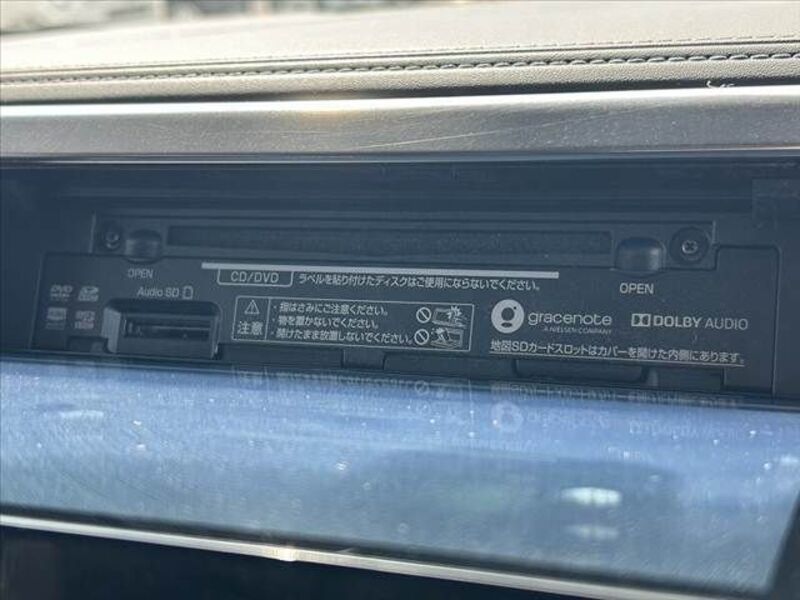 OPEN
OPEN
CD/DVD ラベルを貼り付けたディスクはご使用にならないでください。
Audio SD
DVD
注意
・指はさみにご注意ください。
・物を置かないでください。
・開けたまま放置しないでください。
gracenote
A NIELSEN COMPANY
DOLBY AUDIO
地図SDカードスロットはカバーを開けた内側にあります。